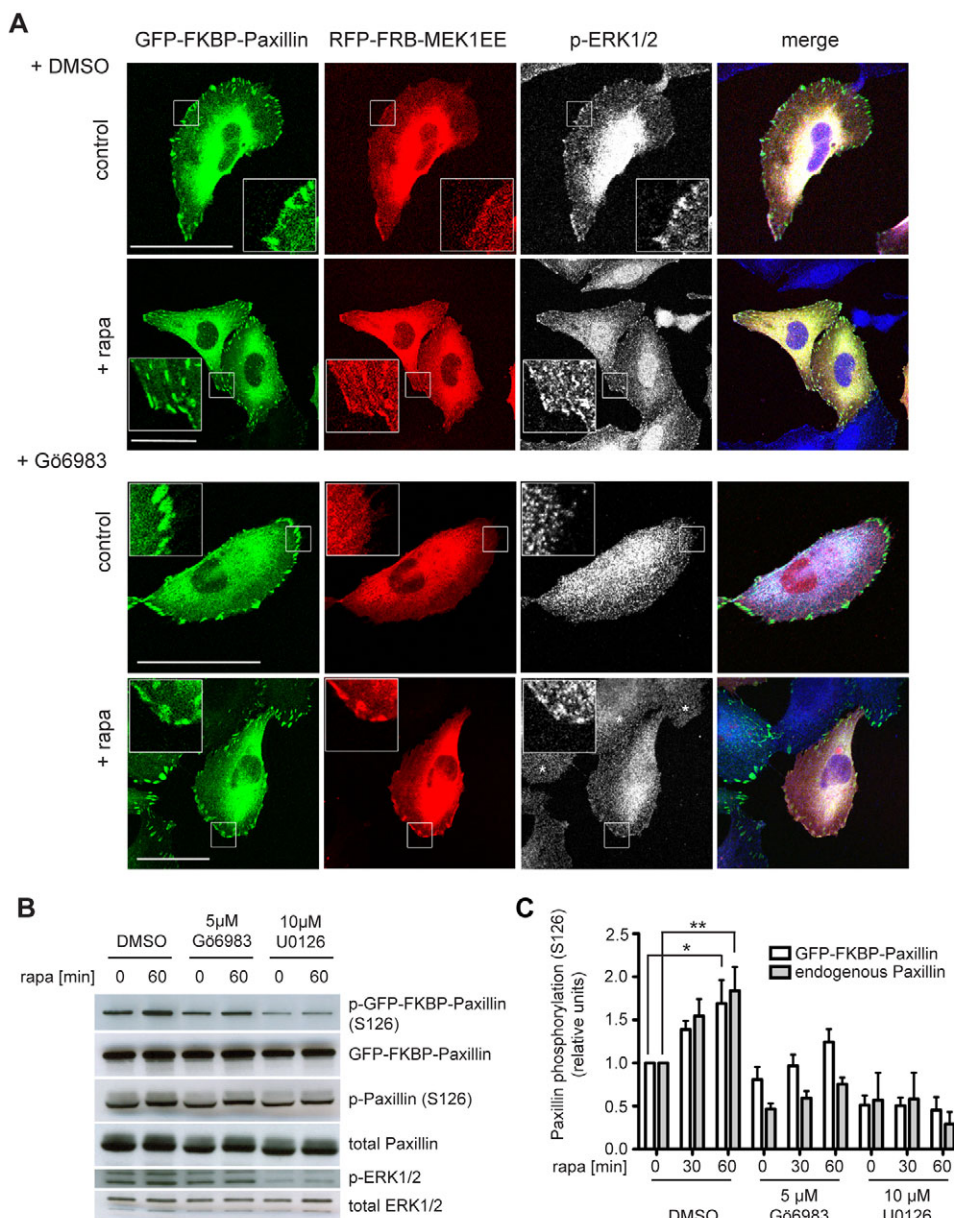 A
GFP-FKBP-Paxillin RFP-FRB-MEK1EE p-ERK1/2 merge
+ DMSO
control
+ rapa
+ Gö6983
control
+ rapa
* * *
B
DMSO 5µM Gö6983 10µM U0126
rapa [min] 0 60 0 60 0 60
p-GFP-FKBP-Paxillin (S126)
GFP-FKBP-Paxillin
p-Paxillin (S126)
total Paxillin
p-ERK1/2
total ERK1/2
C
Paxillin phosphorylation (S126) (relative units)
2.5
2.0
1.5
1.0
0.5
0.0
**
*
GFP-FKBP-Paxillin
endogenous Paxillin
rapa [min] 0 30 60 0 30 60 0 30 60
DMSO 5 µM Gö6983 10 µM U0126